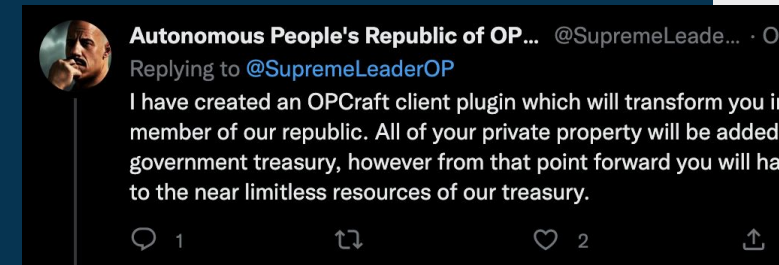 Autonomous People's Republic of OP... @SupremeLeade... ·
Replying to @SupremeLeaderOP
I have created an OPCraft client plugin which will transform you
member of our republic. All of your private property will be added
government treasury, however from that point forward you will
to the near limitless resources of our treasury.
1 2